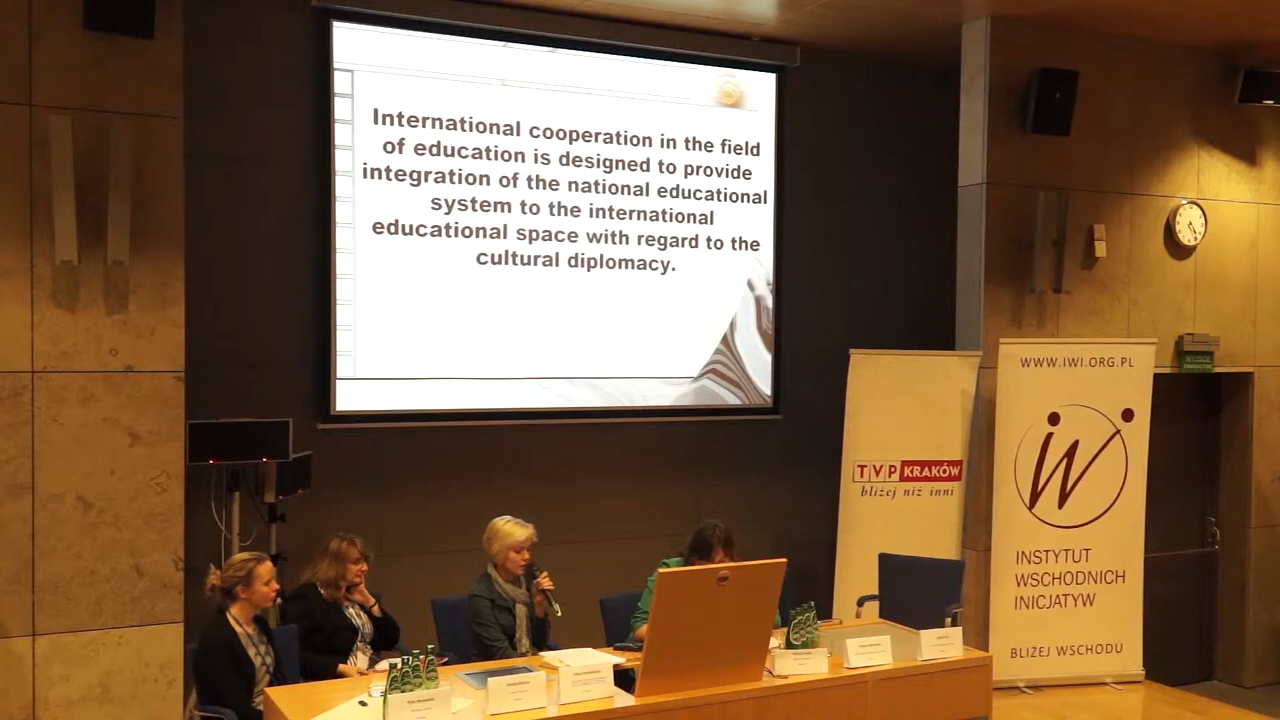 International cooperation in the field
of education is designed to provide
integration of the national educational
system to the international
educational space with regard to the
cultural diplomacy.
TVP KRAKÓW
bliżej niż inni
WWW.IWI.ORG.PL
iwi
INSTYTUT
WSCHODNICH
INICJATYW
BLIŻEJ WSCHODU